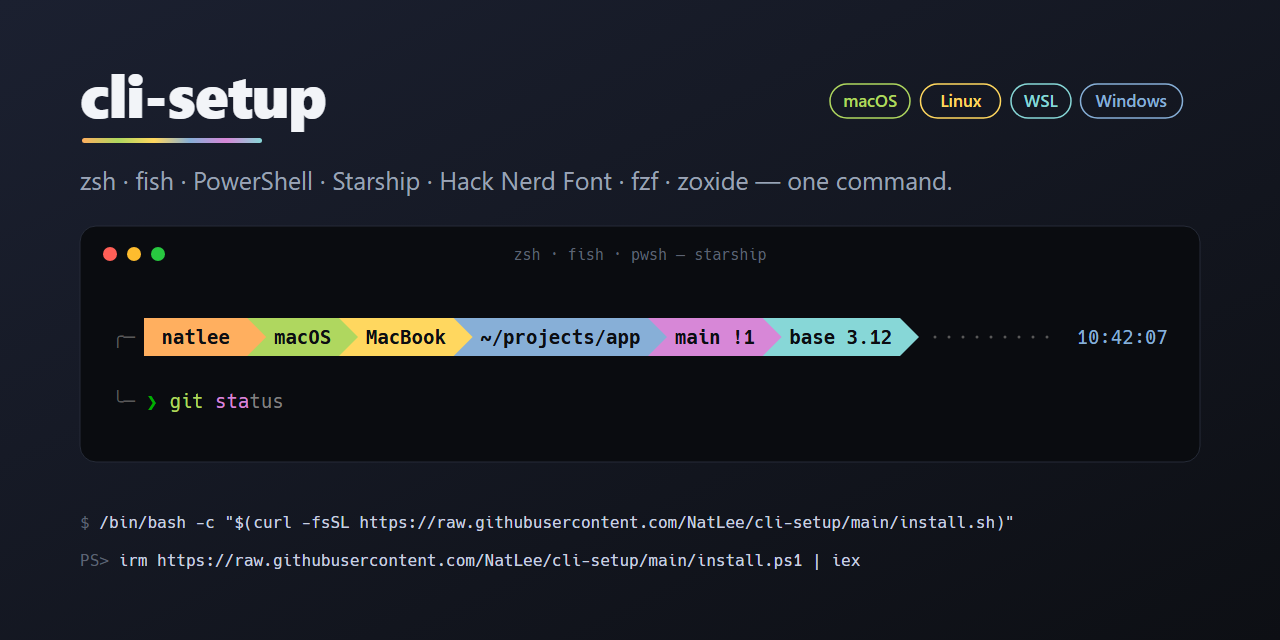 cli-setup
macOS Linux WSL Windows
zsh · fish · PowerShell · Starship · Hack Nerd Font · fzf · zoxide — one command.
zsh · fish · pwsh — starship
╭─ natlee macOS MacBook ~/projects/app main !1 base 3.12 · · · · · · · · · 10:42:07
╰─ ❯ git status
$ /bin/bash -c "$(curl -fsSL https://raw.githubusercontent.com/NatLee/cli-setup/main/install.sh)"
PS> irm https://raw.githubusercontent.com/NatLee/cli-setup/main/install.ps1 | iex